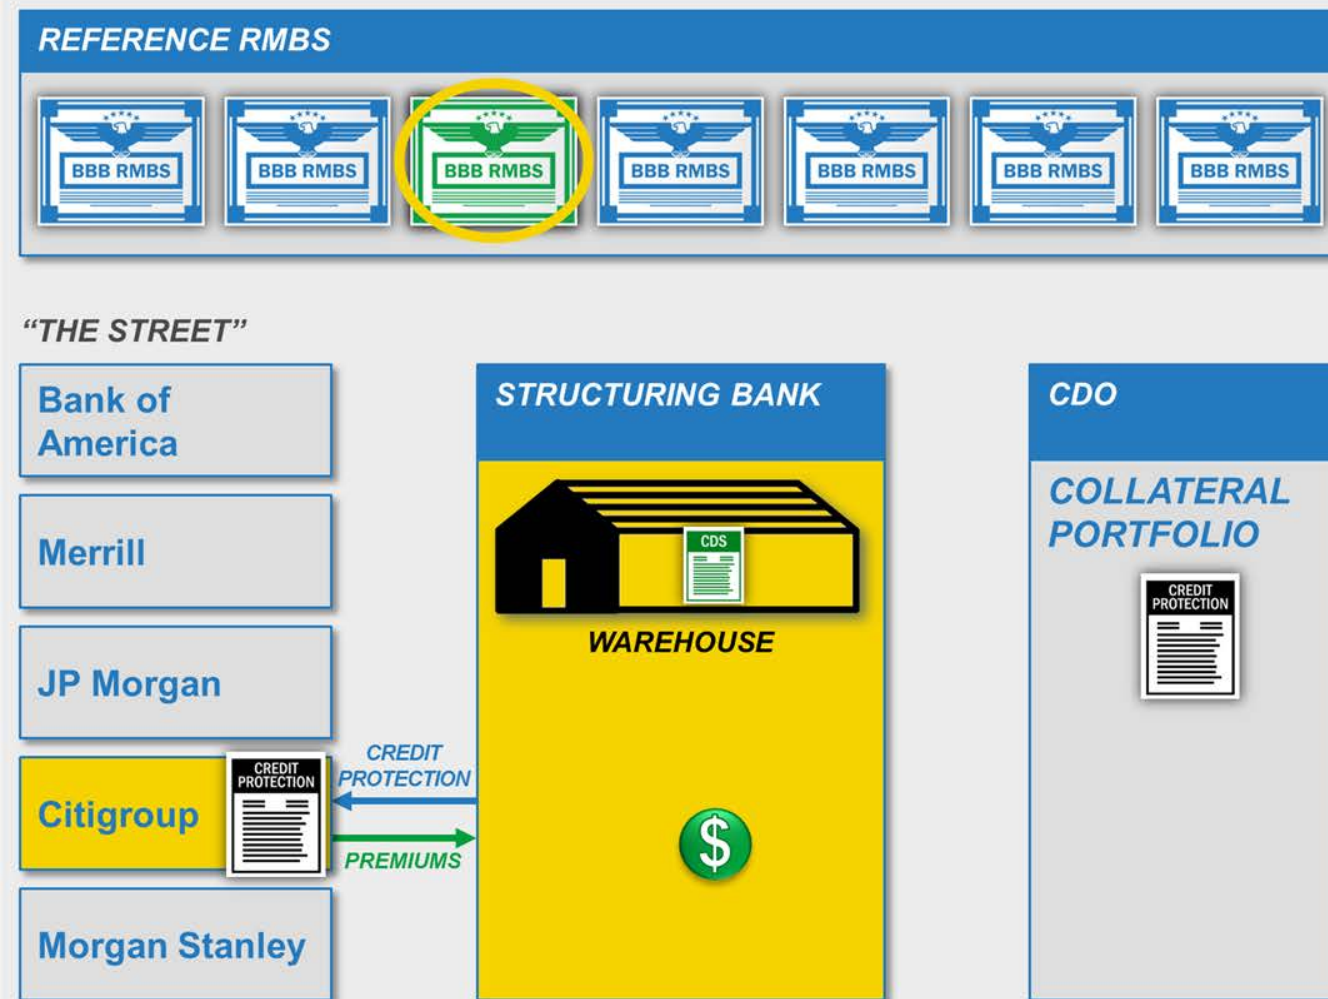 REFERENCE RMBS
BBB RMBS
BBB RMBS
BBB RMBS
BBB RMBS
BBB RMBS
BBB RMBS
BBB RMBS
“THE STREET”
Bank of
America
Merrill
JP Morgan
Citigroup
CREDIT
PROTECTION
Morgan Stanley
CREDIT
PROTECTION
PREMIUMS
STRUCTURING BANK
CDS
WAREHOUSE
$
CDO
COLLATERAL
PORTFOLIO
CREDIT
PROTECTION